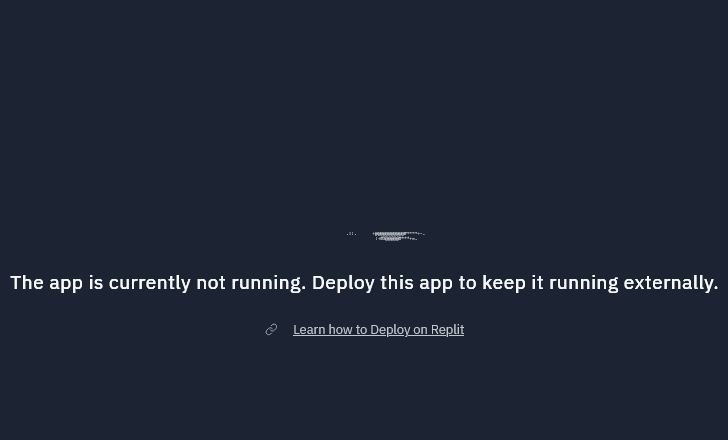 The app is currently not running. Deploy this app to keep it running externally.
Learn how to Deploy on Replit